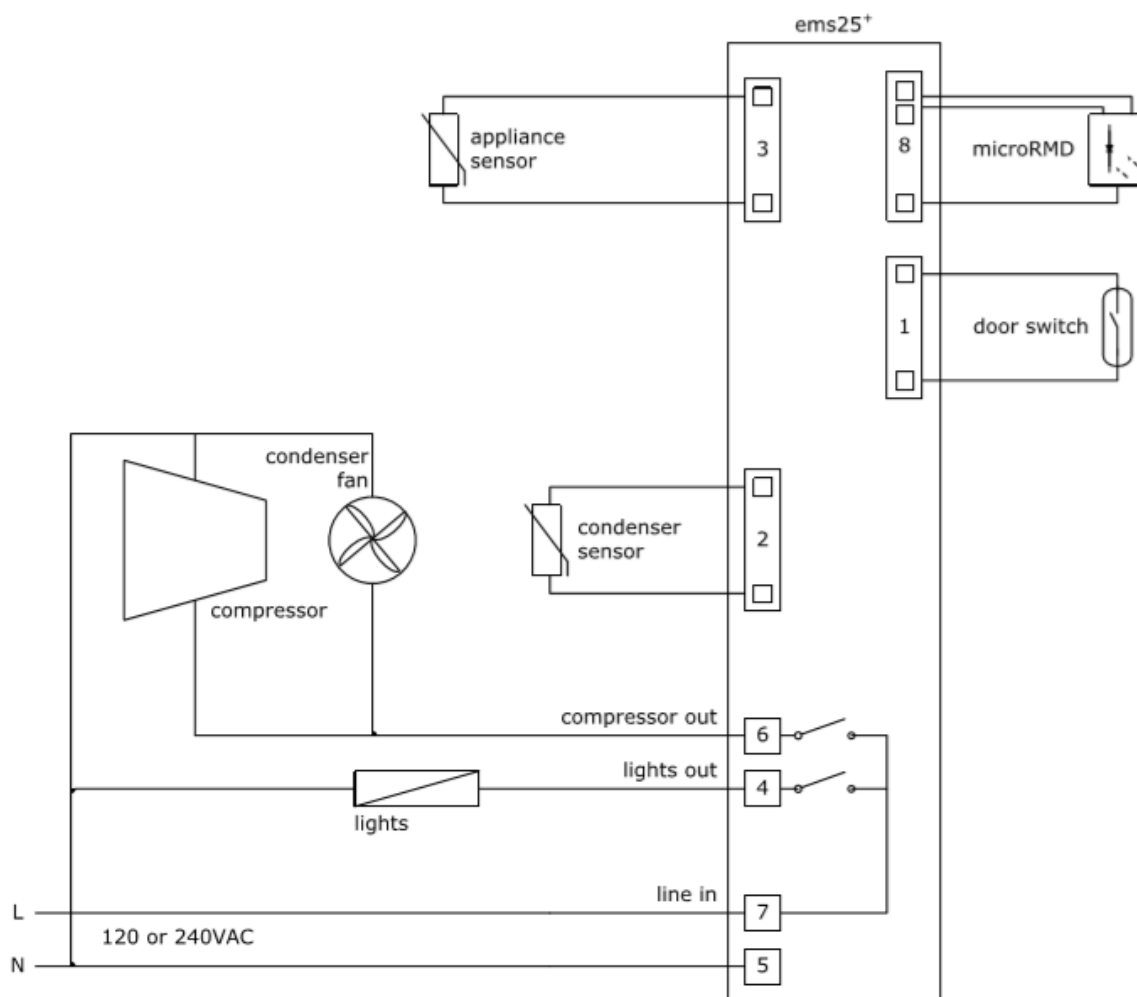 ems25+
3
8
appliance
sensor
microRMD
1
door switch
condenser
fan
2
condenser
sensor
compressor
compressor out
6
lights out
4
lights
line in
L
7
120 or 240VAC
N
5